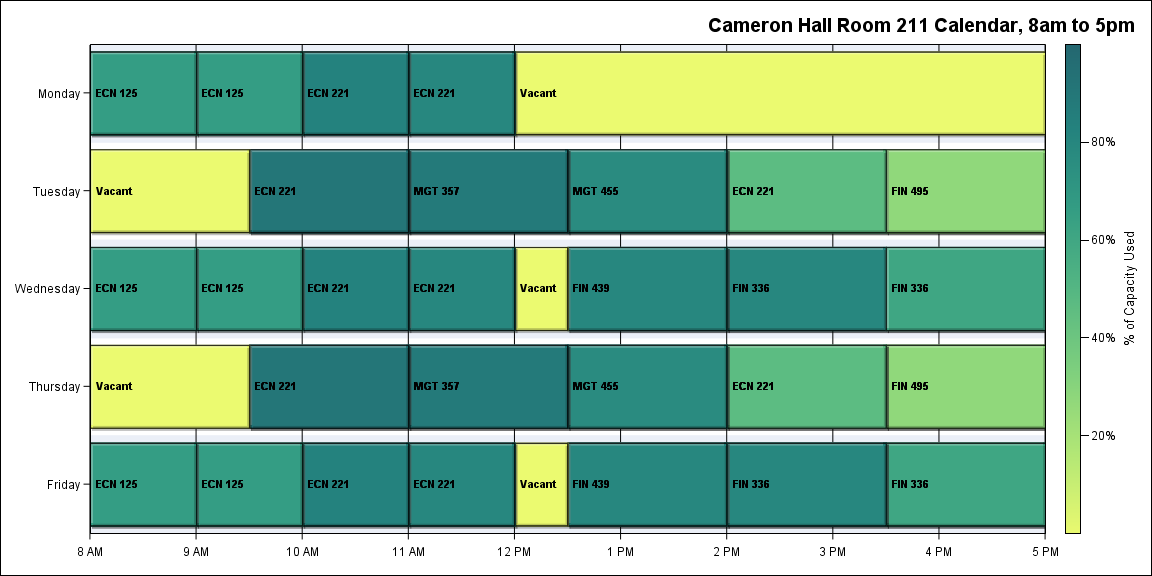 Cameron Hall Room 211 Calendar, 8am to 5pm
Monday
ECN 125
ECN 125
ECN 221
ECN 221
Vacant
Tuesday
Vacant
ECN 221
MGT 357
MGT 455
ECN 221
FIN 495
Wednesday
ECN 125
ECN 125
ECN 221
ECN 221
Vacant
FIN 439
FIN 336
FIN 336
Thursday
Vacant
ECN 221
MGT 357
MGT 455
ECN 221
FIN 495
Friday
ECN 125
ECN 125
ECN 221
ECN 221
Vacant
FIN 439
FIN 336
FIN 336
8 AM
9 AM
10 AM
11 AM
12 PM
1 PM
2 PM
3 PM
4 PM
5 PM
80%
60%
40%
20%
% of Capacity Used